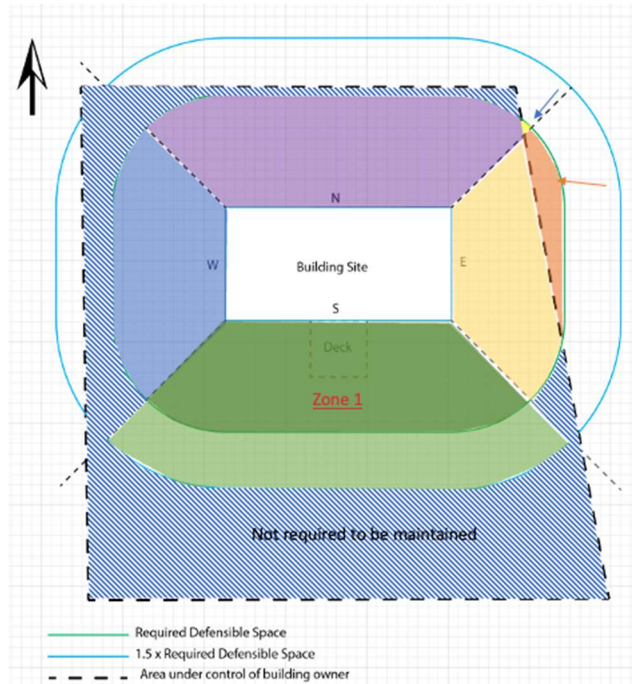 N
W
Building Site
E
S
Deck
Zone 1
Not required to be maintained
Required Defensible Space
1.5 x Required Defensible Space
Area under control of building owner